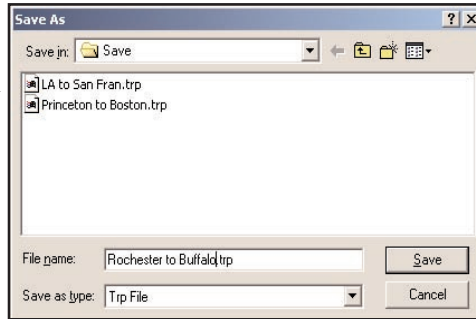 Save As
Save in: Save
LA to San Fran.trp
Princeton to Boston.trp
File name: Rochester to Buffalo.trp Save
Save as type: Trp File Cancel